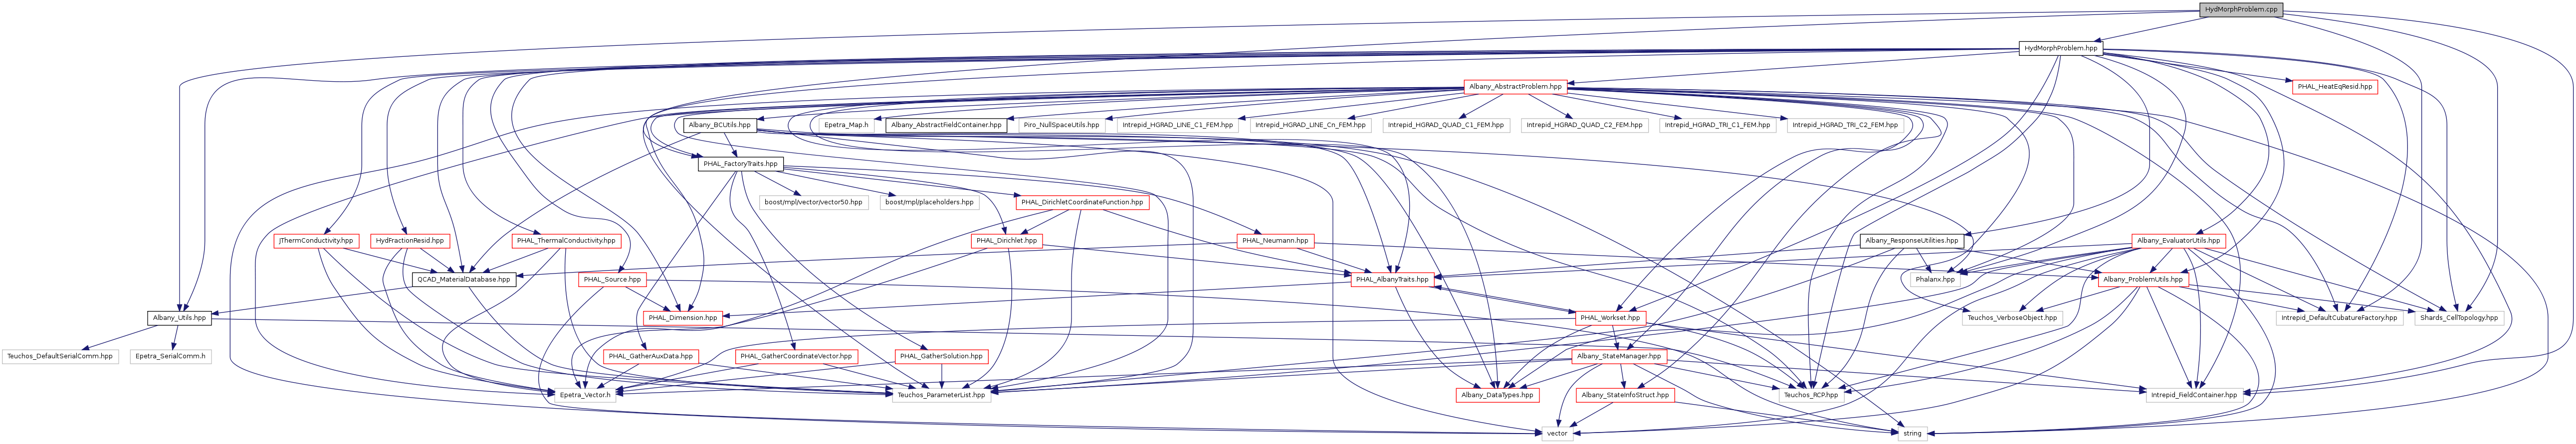 HydMorphProblem.cpp
HydMorphProblem.hpp
Albany_AbstractProblem.hpp
PHAL_HeatEqResid.hpp
Albany_BCUtils.hpp
Epetra_Map.h
Albany_AbstractFieldContainer.hpp
Piro_NullSpaceUtils.hpp
Intrepid_HGRAD_LINE_C1_FEM.hpp
Intrepid_HGRAD_LINE_Cn_FEM.hpp
Intrepid_HGRAD_QUAD_C1_FEM.hpp
Intrepid_HGRAD_QUAD_C2_FEM.hpp
Intrepid_HGRAD_TRI_C1_FEM.hpp
Intrepid_HGRAD_TRI_C2_FEM.hpp
PHAL_FactoryTraits.hpp
boost/mpl/vector/vector50.hpp
boost/mpl/placeholders.hpp
PHAL_DirichletCoordinateFunction.hpp
JThermConductivity.hpp
HydFractionResid.hpp
PHAL_ThermalConductivity.hpp
PHAL_Dirichlet.hpp
PHAL_Neumann.hpp
Albany_ResponseUtilities.hpp
Albany_EvaluatorUtils.hpp
QCAD_MaterialDatabase.hpp
PHAL_Source.hpp
PHAL_AlbanyTraits.hpp
Phalanx.hpp
Albany_ProblemUtils.hpp
Albany_Utils.hpp
PHAL_Dimension.hpp
PHAL_Workset.hpp
Teuchos_VerboseObject.hpp
Intrepid_DefaultCubatureFactory.hpp
Shards_CellTopology.hpp
Teuchos_DefaultSerialComm.hpp
Epetra_SerialComm.h
PHAL_GatherAuxData.hpp
PHAL_GatherCoordinateVector.hpp
PHAL_GatherSolution.hpp
Albany_StateManager.hpp
Epetra_Vector.h
Teuchos_ParameterList.hpp
Albany_DataTypes.hpp
Albany_StateInfoStruct.hpp
Teuchos_RCP.hpp
Intrepid_FieldContainer.hpp
vector
string